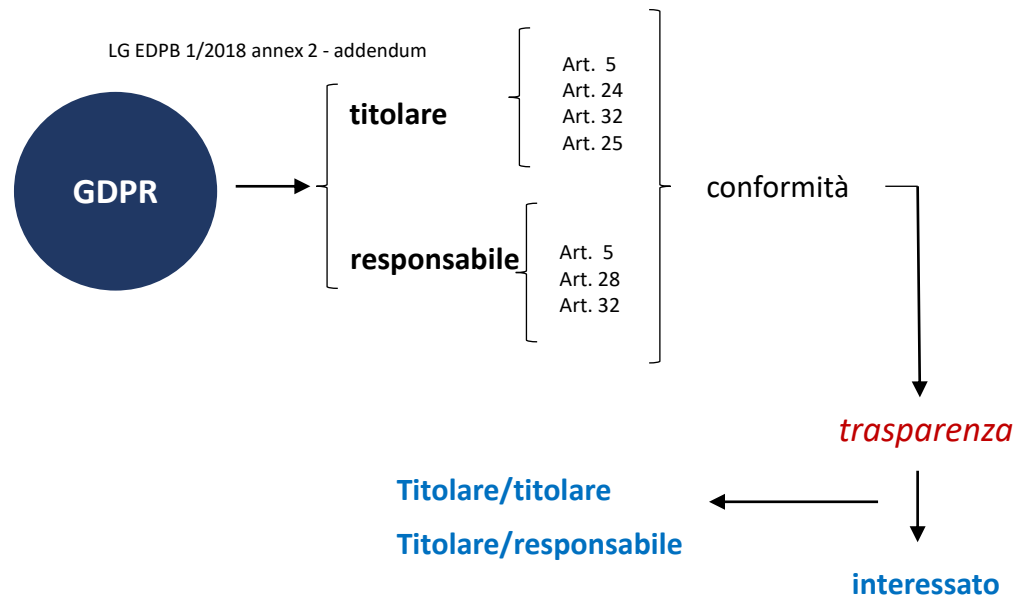 LG EDPB 1/2018 annex 2 - addendum
GDPR
titolare
Art. 5
Art. 24
Art. 32
Art. 25
responsabile
Art. 5
Art. 28
Art. 32
conformità
trasparenza
Titolare/titolare
Titolare/responsabile
interessato